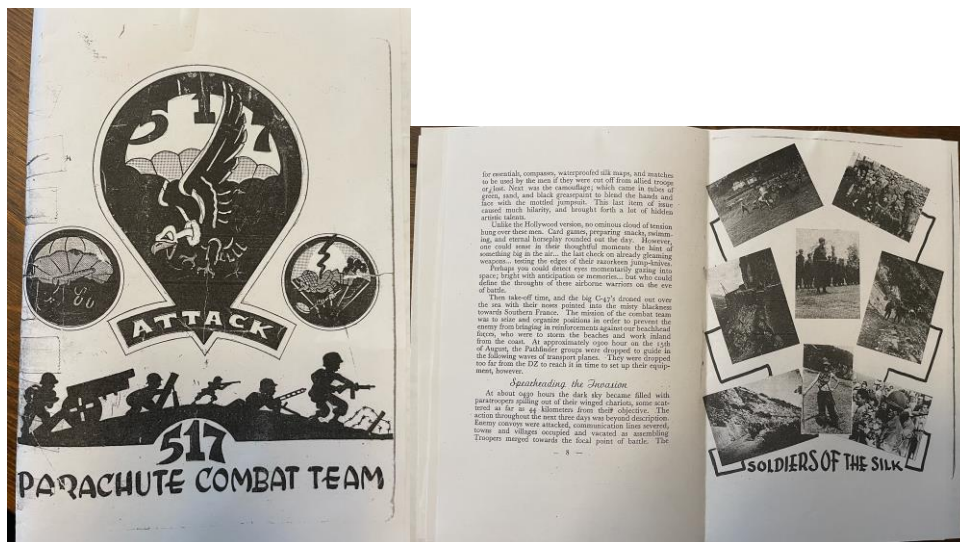 517
ATTACK
517
PARACHUTE COMBAT TEAM
for essentials, compasses, waterproofed silk maps, and matches
to be used by the men if they were cut off from allied troops
or lost. Next was the camouflage; which came in tubes of
green, sand, and black greasepaint to blend the hands and
face with the mottled jumpsuit. This last item of issue
caused much hilarity, and brought forth a lot of hidden
artistic talents.
Unlike the Hollywood version, no ominous cloud of tension
hung over these men. Card games, preparing snacks, swimm-
ing, and eternal horseplay rounded out the day. However,
one could sense in their thoughtful moments the hint of
something big in the air... the last check on already gleaming
weapons... testing the edges of their razorkeen jump-knives.
Perhaps you could detect eyes momentarily gazing into
space; bright with anticipation or memories... but who could
define the thoughts of these airborne warriors on the eve
of battle.
Then take-off time, and the big C-47's droned out over
the sea with their noses pointed into the misty blackness
towards Southern France. The mission of the combat team
was to seize and organize positions in order to prevent the
enemy from bringing in reinforcements against our beachhead
forces, who were to storm the beaches and work inland
from the coast. At approximately 0300 hour on the 15th
of August, the Pathfinder groups were dropped to guide in
the following waves of transport planes. They were dropped
too far from the DZ to reach it in time to set up their equip-
ment, however.
Spearheading the Invasion
At about 0430 hours the dark sky became filled with
paratroopers spilling out of their winged chariots, some scat-
tered as far as 44 kilometers from their objective. The
action throughout the next three days was beyond description.
Enemy convoys were attacked, communication lines severed,
towns and villages occupied and vacated as assembling
Troopers merged towards the focal point of battle. The
— 8 —
SOLDIERS OF THE SILK